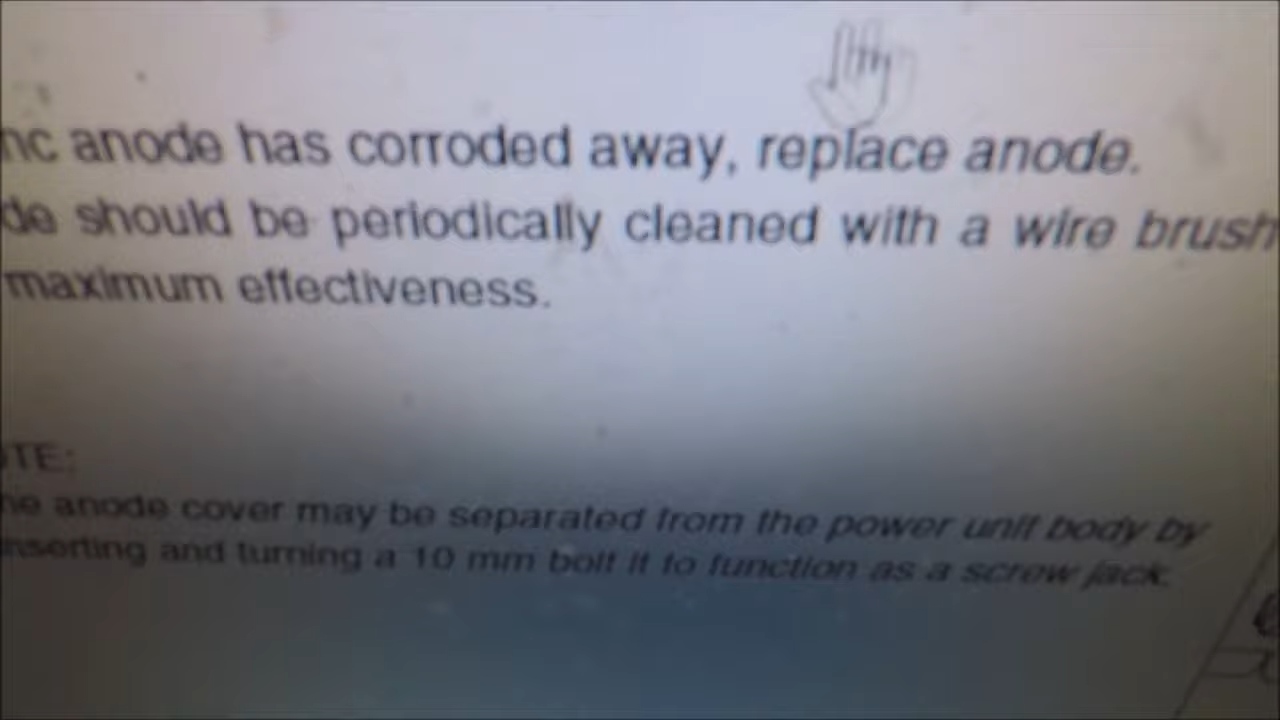 nc anode has corroded away, replace anode.
de should be periodically cleaned with a wire brush
maximum effectiveness.
OTE:
he anode cover may be separated from the power unit body by
inserting and turning a 10 mm bolt it to function as a screw jack.